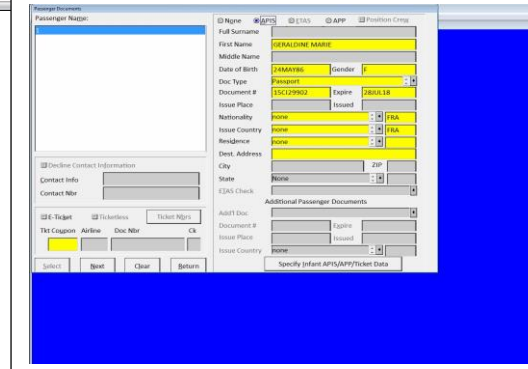 Passenger Documents
Passenger Name:
1
Decline Contact Information
Contact Info
Contact Nbr
E-Ticket Ticketless Ticket Nbrs
Tkt Coupon Airline Doc Nbr Ck
Select Next Clear Return
None APIS ETAS APP Position Crew
Full Surname
First Name GERALDINE MARIE
Middle Name
Date of Birth 24MAY86 Gender F
Doc Type Passport
Document # 15CI29902 Expire 28JUL18
Issue Place Issued
Nationality none FRA
Issue Country none FRA
Residence none
Dest. Address
City ZIP
State None
ETAS Check
Additional Passenger Documents
Add'l Doc
Document # Expire
Issue Place Issued
Issue Country none
Specify Infant APIS/APP/Ticket Data